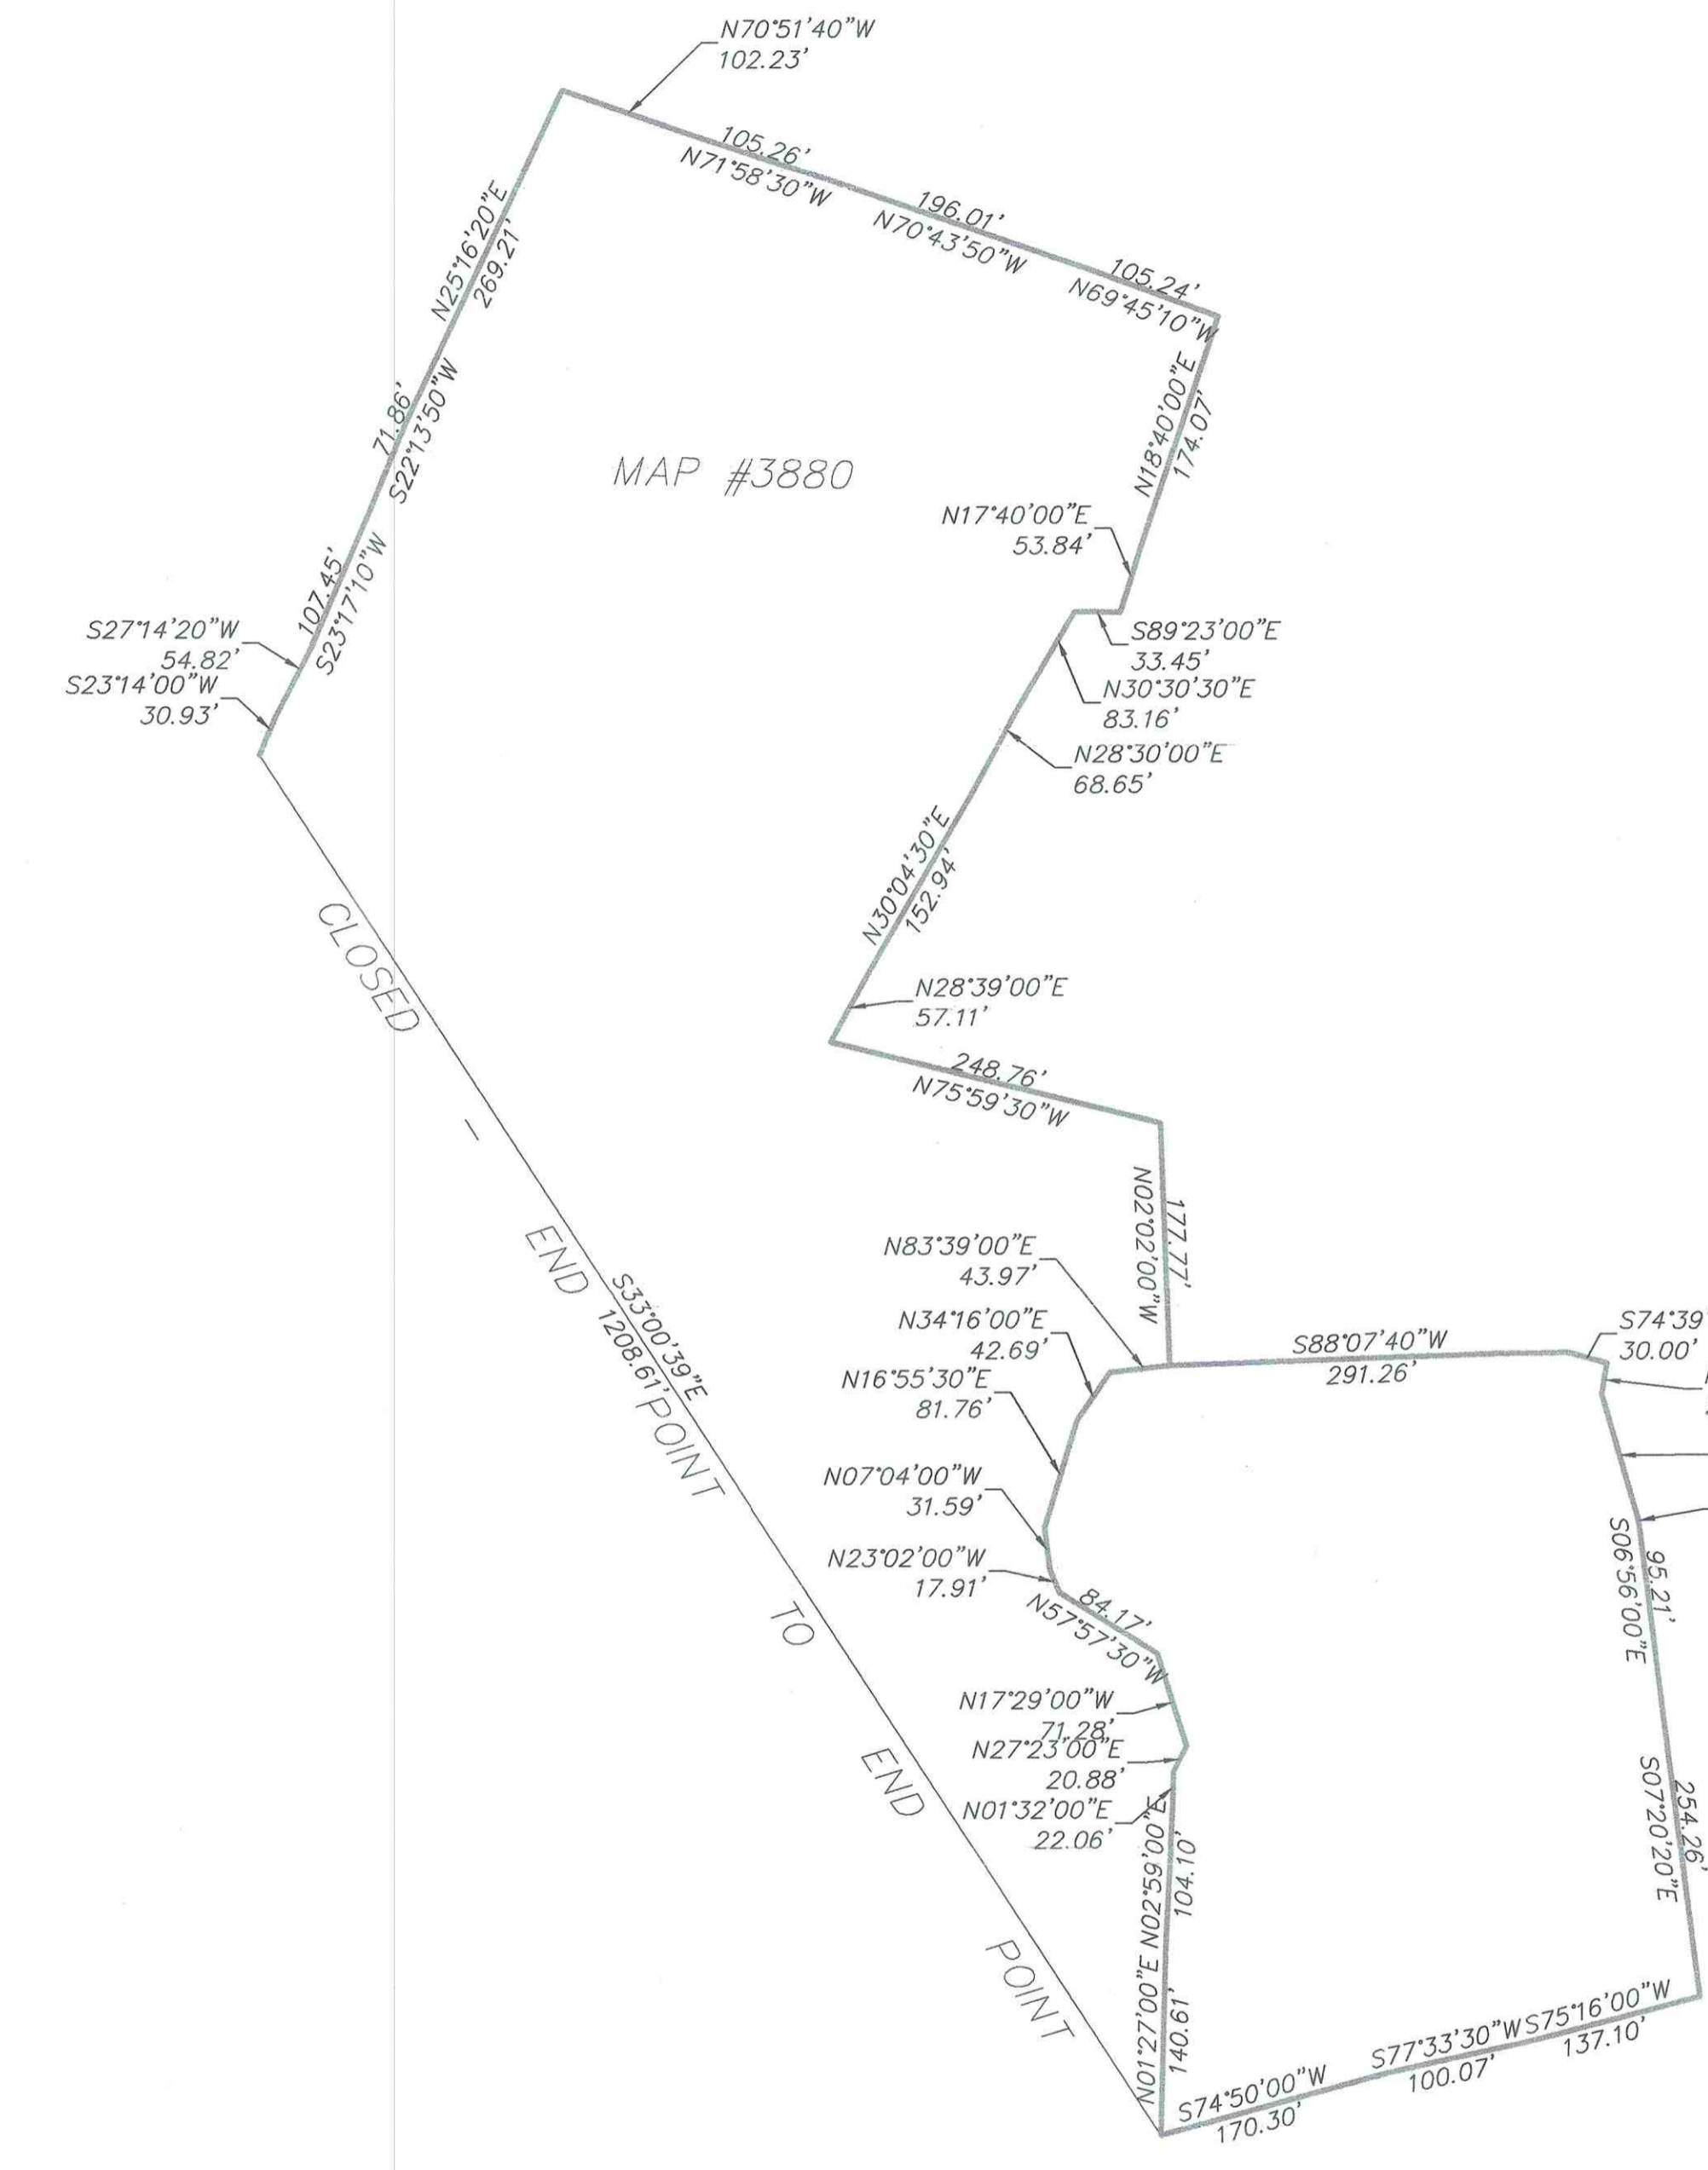 N70°51'40"W
102.23'
105.26'
N71°58'30"W
196.01'
N70°43'50"W
105.24'
N69°45'10"W
N25°16'20"E
269.21'
N18°40'00"E
174.07'
71.86'
S22°13'50"W
MAP #3880
N17°40'00"E
53.84'
107.45'
S23°17'10"W
S27°14'20"W
54.82'
S23°14'00"W
30.93'
S89°23'00"E
33.45'
N30°30'30"E
83.16'
N28°30'00"E
68.65'
N30°04'30"E
152.94'
N28°39'00"E
57.11'
248.76'
N75°59'30"W
N02°02'00"W
177.77'
CLOSED - END POINT TO END POINT
S33°00'39"E
1208.61'
N83°39'00"E
43.97'
N34°16'00"E
42.69'
N16°55'30"E
81.76'
N07°04'00"W
31.59'
N23°02'00"W
17.91'
S88°07'40"W
291.26'
S74°39
30.00'
84.17'
N57°57'30"W
S06°56'00"E
95.21'
N17°29'00"W
71.28'
N27°23'00"E
20.88'
N01°32'00"E
22.06'
S07°20'20"E
254.26'
N02°59'00"E
104.10'
N01°27'00"E
140.61'
S74°50'00"W
170.30'
S77°33'30"W
100.07'
S75°16'00"W
137.10'